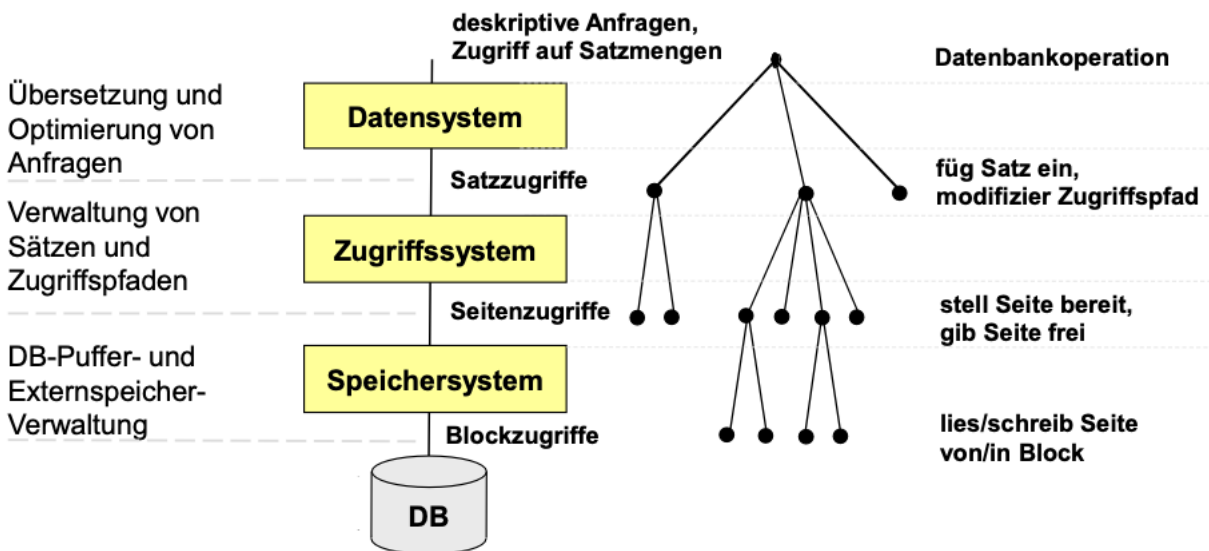 deskriptive Anfragen,
Zugriff auf Satzmengen
Datenbankoperation
Übersetzung und
Optimierung von
Anfragen
Datensystem
Satzzugriffe
füg Satz ein,
modifizier Zugriffspfad
Verwaltung von
Sätzen und
Zugriffspfaden
Zugriffssystem
Seitenzugriffe
stell Seite bereit,
gib Seite frei
DB-Puffer- und
Externspeicher-
Verwaltung
Speichersystem
Blockzugriffe
lies/schreib Seite
von/in Block
DB